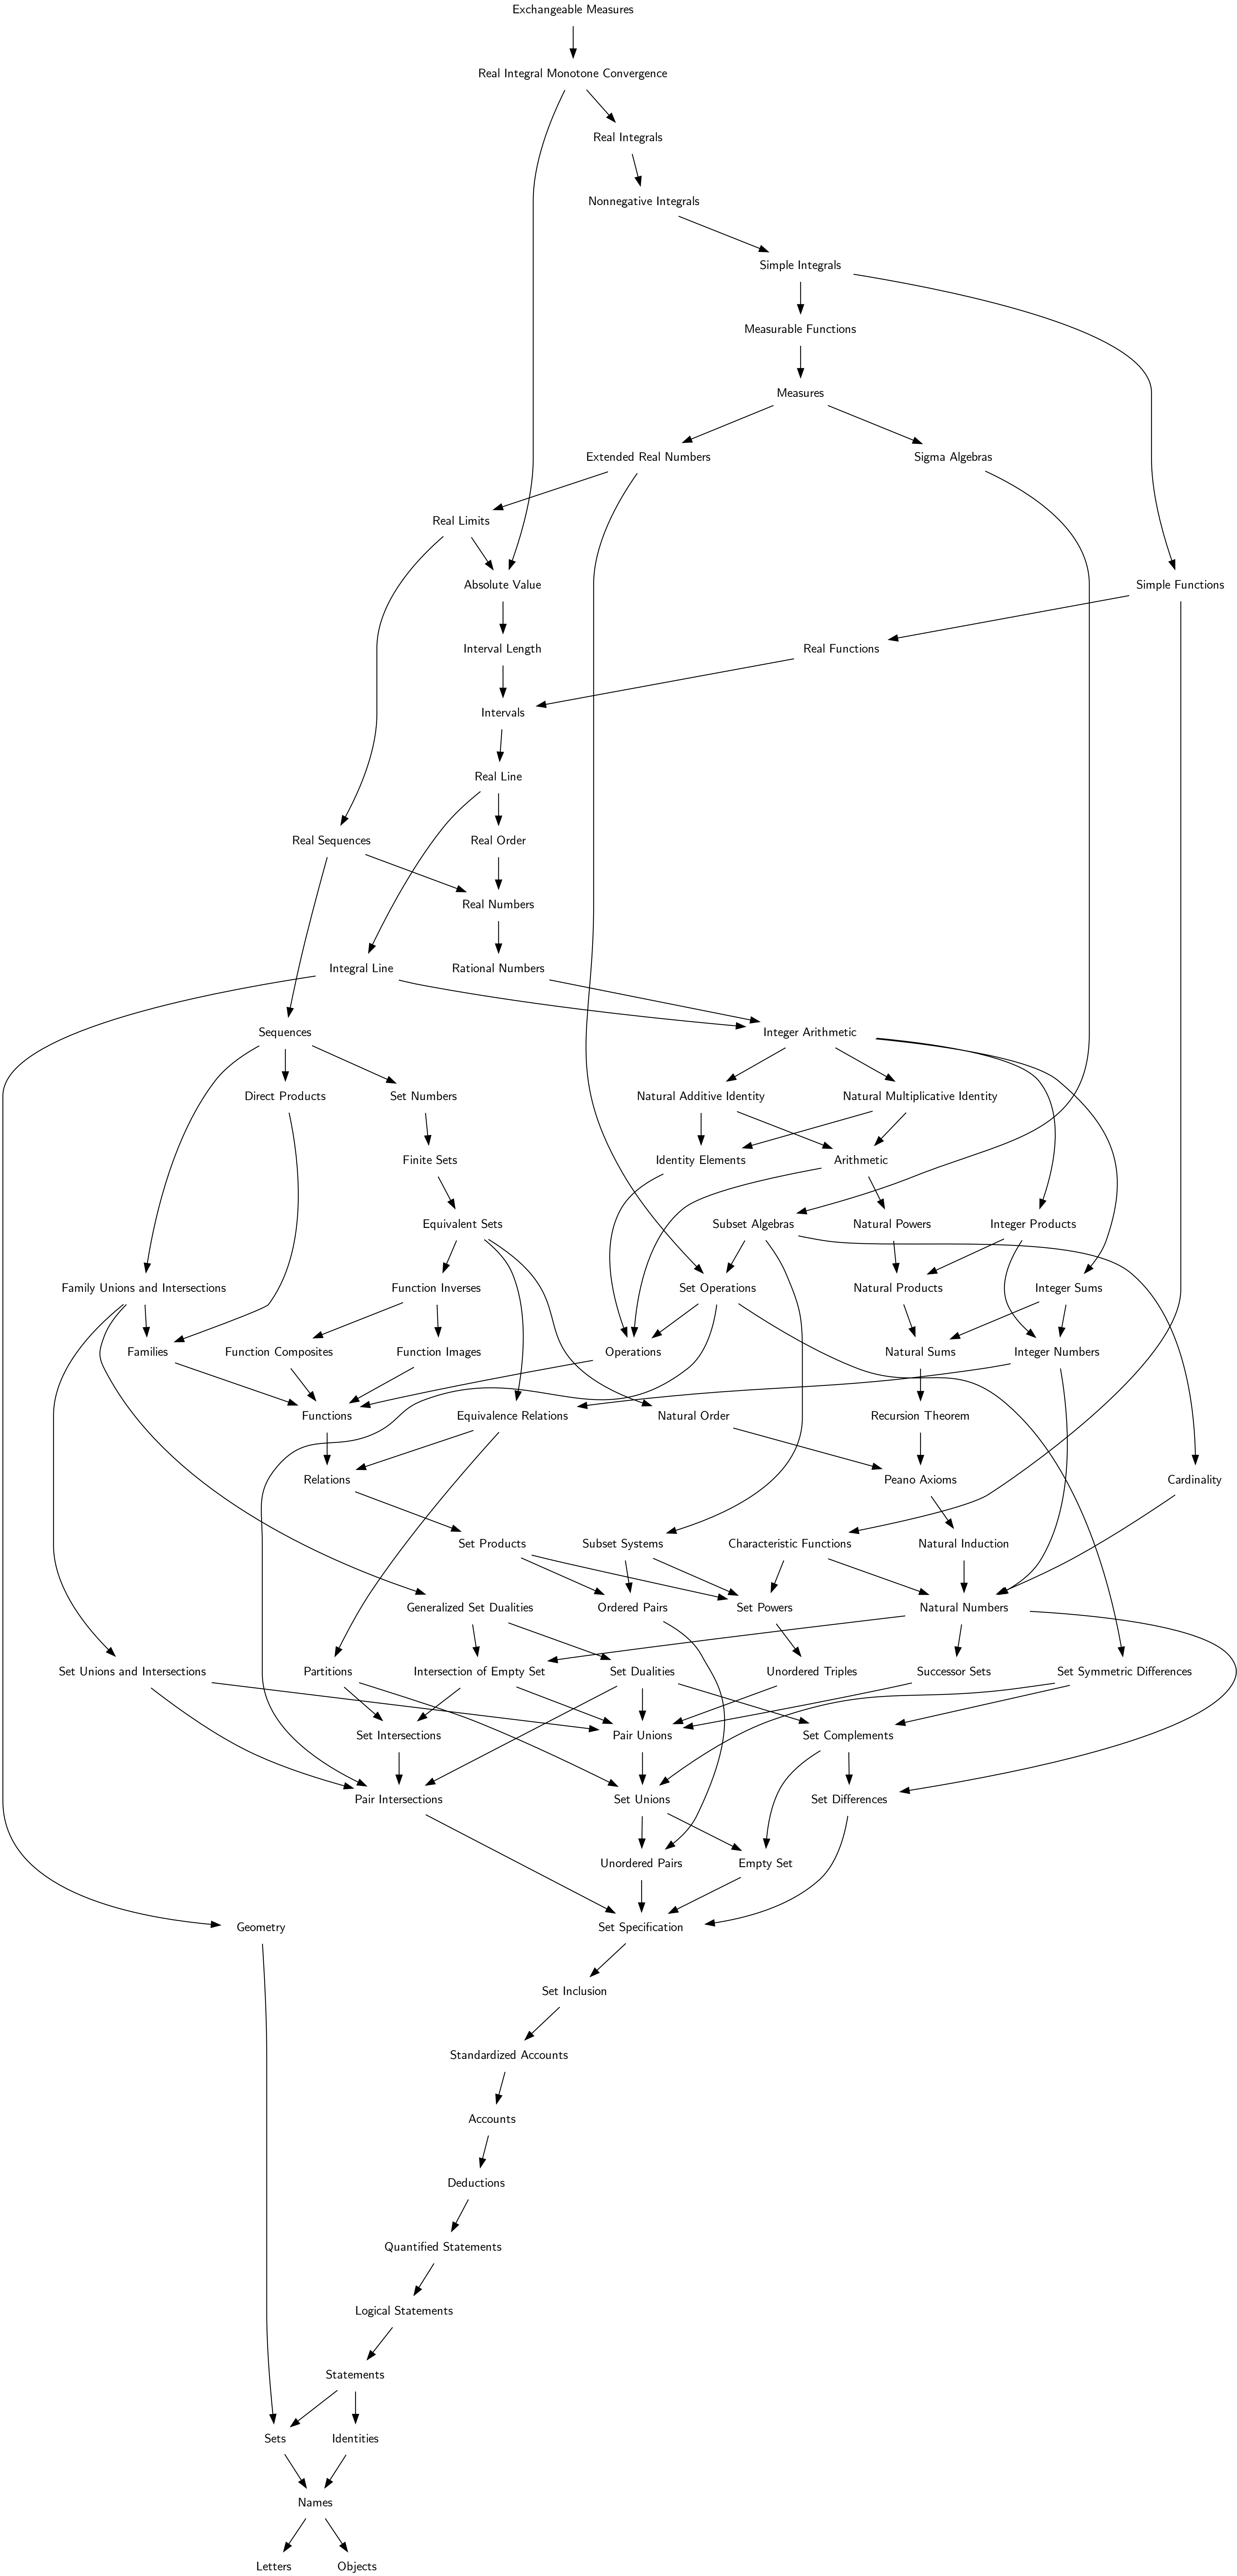 Exchangeable Measures
Real Integral Monotone Convergence
Real Integrals
Nonnegative Integrals
Simple Integrals
Measurable Functions
Measures
Extended Real Numbers
Sigma Algebras
Real Limits
Absolute Value
Simple Functions
Interval Length
Real Functions
Intervals
Real Line
Real Sequences
Real Order
Real Numbers
Integral Line
Rational Numbers
Sequences
Integer Arithmetic
Direct Products
Set Numbers
Natural Additive Identity
Natural Multiplicative Identity
Finite Sets
Identity Elements
Arithmetic
Equivalent Sets
Subset Algebras
Natural Powers
Integer Products
Family Unions and Intersections
Function Inverses
Set Operations
Natural Products
Integer Sums
Families
Function Composites
Function Images
Operations
Natural Sums
Integer Numbers
Functions
Equivalence Relations
Natural Order
Recursion Theorem
Relations
Peano Axioms
Cardinality
Set Products
Subset Systems
Characteristic Functions
Natural Induction
Generalized Set Dualities
Ordered Pairs
Set Powers
Natural Numbers
Set Unions and Intersections
Partitions
Intersection of Empty Set
Set Dualities
Unordered Triples
Successor Sets
Set Symmetric Differences
Set Intersections
Pair Unions
Set Complements
Pair Intersections
Set Unions
Set Differences
Unordered Pairs
Empty Set
Geometry
Set Specification
Set Inclusion
Standardized Accounts
Accounts
Deductions
Quantified Statements
Logical Statements
Statements
Sets
Identities
Names
Letters
Objects